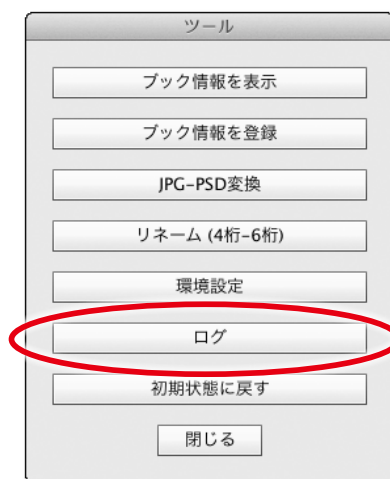 ツール
ブック情報を表示
ブック情報を登録
JPG-PSD変換
リネーム (4桁-6桁)
環境設定
ログ
初期状態に戻す
閉じる